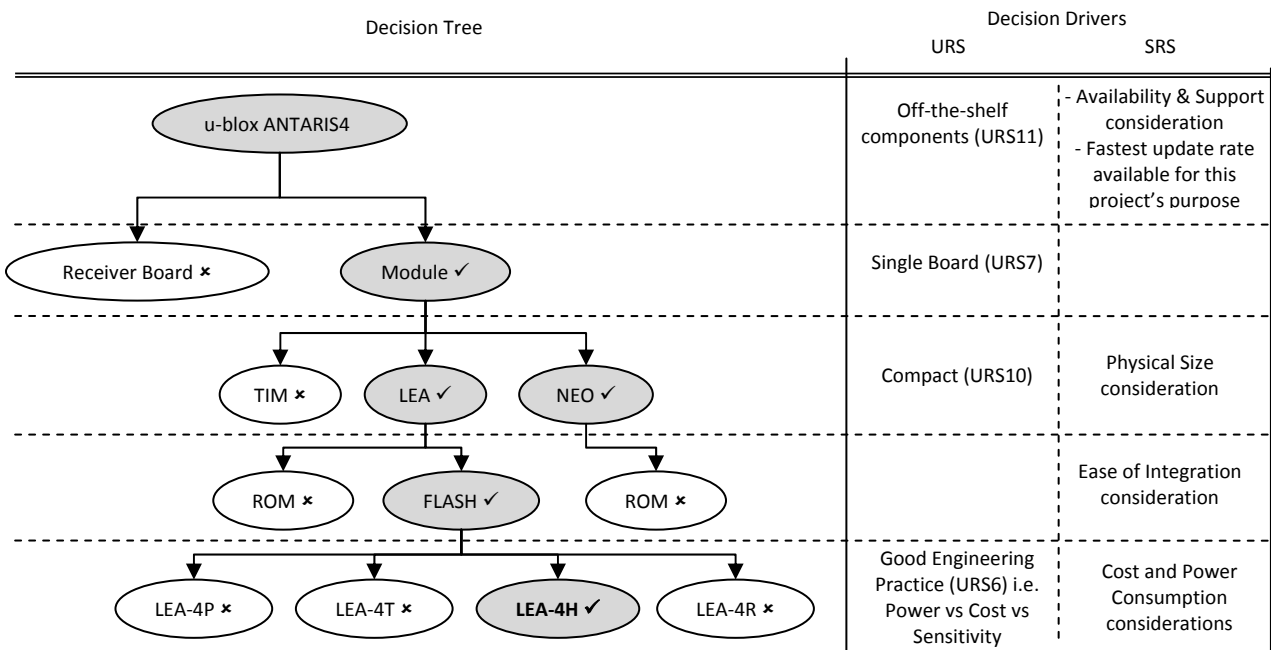 Decision Tree
Decision Drivers
URS
SRS
u-blox ANTARIS4
Off-the-shelf
components (URS11)
- Availability & Support
consideration
- Fastest update rate
available for this
project’s purpose
Receiver Board ×
Module ✓
Single Board (URS7)
TIM ×
LEA ✓
NEO ✓
Compact (URS10)
Physical Size
consideration
ROM ×
FLASH ✓
ROM ×
Ease of Integration
consideration
LEA-4P ×
LEA-4T ×
LEA-4H ✓
LEA-4R ×
Good Engineering
Practice (URS6) i.e.
Power vs Cost vs
Sensitivity
Cost and Power
Consumption
considerations